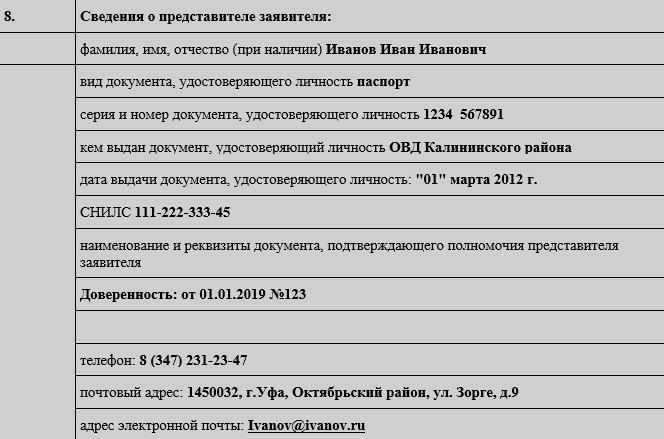 8. Сведения о представителе заявителя:
фамилия, имя, отчество (при наличии) Иванов Иван Иванович
вид документа, удостоверяющего личность паспорт
серия и номер документа, удостоверяющего личность 1234 567891
кем выдан документ, удостоверяющий личность ОВД Калининского района
дата выдачи документа, удостоверяющего личность: "01" марта 2012 г.
СНИЛС 111-222-333-45
наименование и реквизиты документа, подтверждающего полномочия представителя
заявителя
Доверенность: от 01.01.2019 №123
телефон: 8 (347) 231-23-47
почтовый адрес: 1450032, г.Уфа, Октябрьский район, ул. Зорге, д.9
адрес электронной почты: Ivanov@ivanov.ru